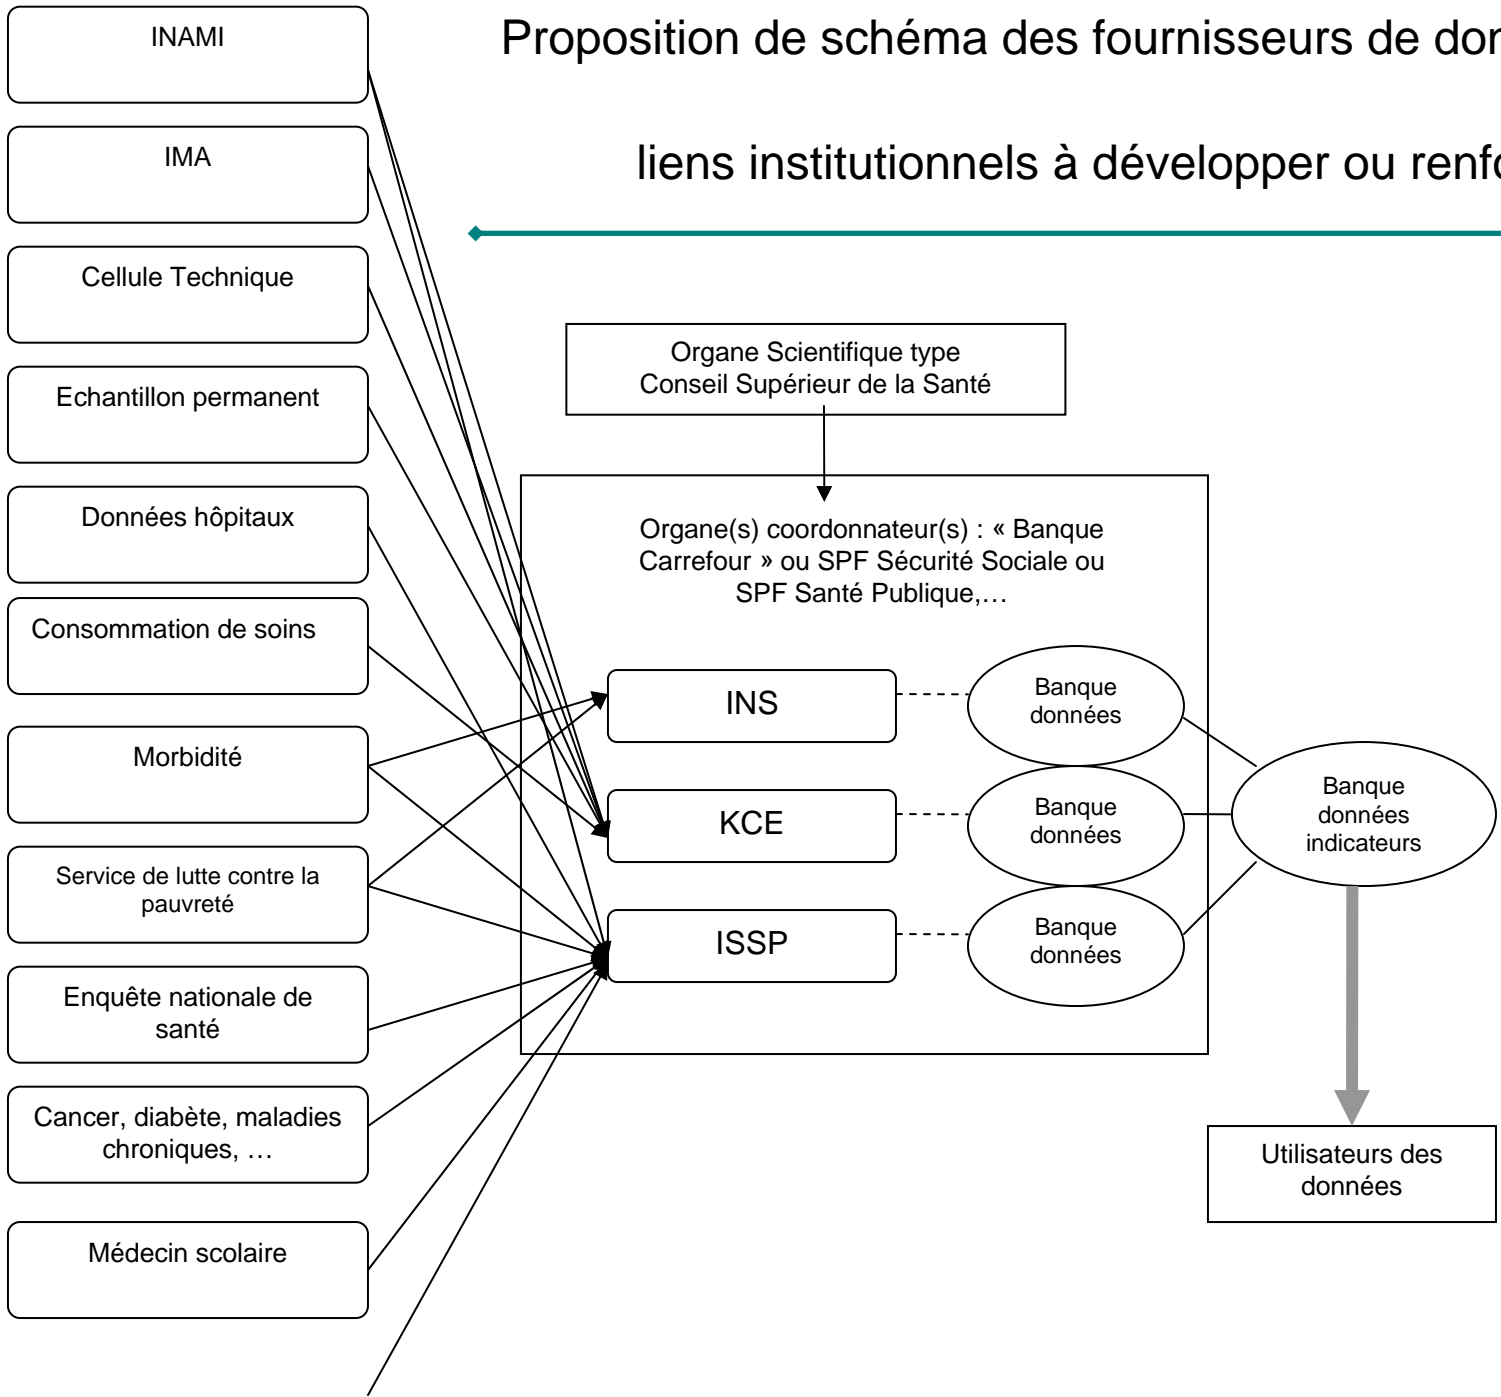 Proposition de schéma des fournisseurs de
liens institutionnels à développer ou
INAMI
IMA
Cellule Technique
Echantillon permanent
Données hôpitaux
Consommation de soins
Morbidité
Service de lutte contre la
pauvreté
Enquête nationale de
santé
Cancer, diabète, maladies
chroniques, …
Médecin scolaire
Organe Scientifique type
Conseil Supérieur de la Santé
Organe(s) coordonnateur(s) : « Banque
Carrefour » ou SPF Sécurité Sociale ou
SPF Santé Publique,…
INS
Banque
données
KCE
Banque
données
ISSP
Banque
données
Banque
données
indicateurs
Utilisateurs des
données